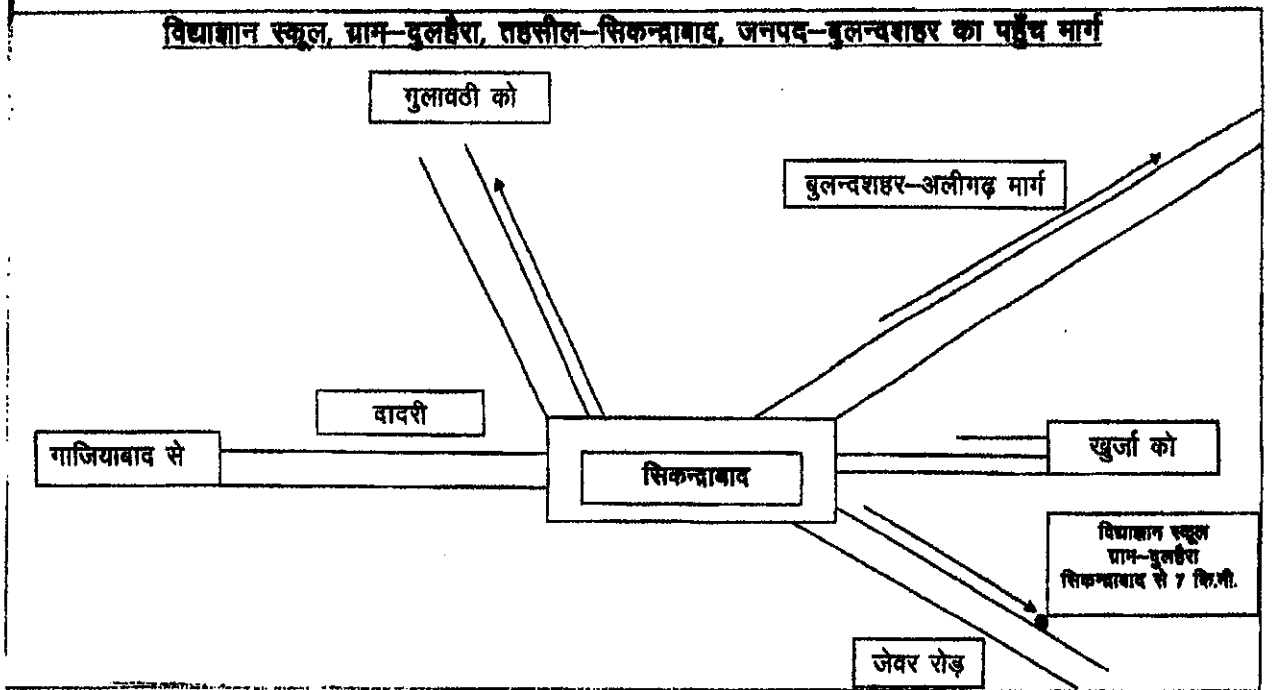 विद्याज्ञान स्कूल, ग्राम–दुलहैरा, तहसील–सिकन्द्राबाद, जनपद–बुलन्दशहर का पहुँच मार्ग
गुलावठी को
बुलन्दशहर–अलीगढ़ मार्ग
दादरी
गाजियाबाद से
सिकन्द्राबाद
खुर्जा को
विद्याज्ञान स्कूल
ग्राम–दुलहैरा
सिकन्द्राबाद से 7 कि.मी.
जेवर रोड़